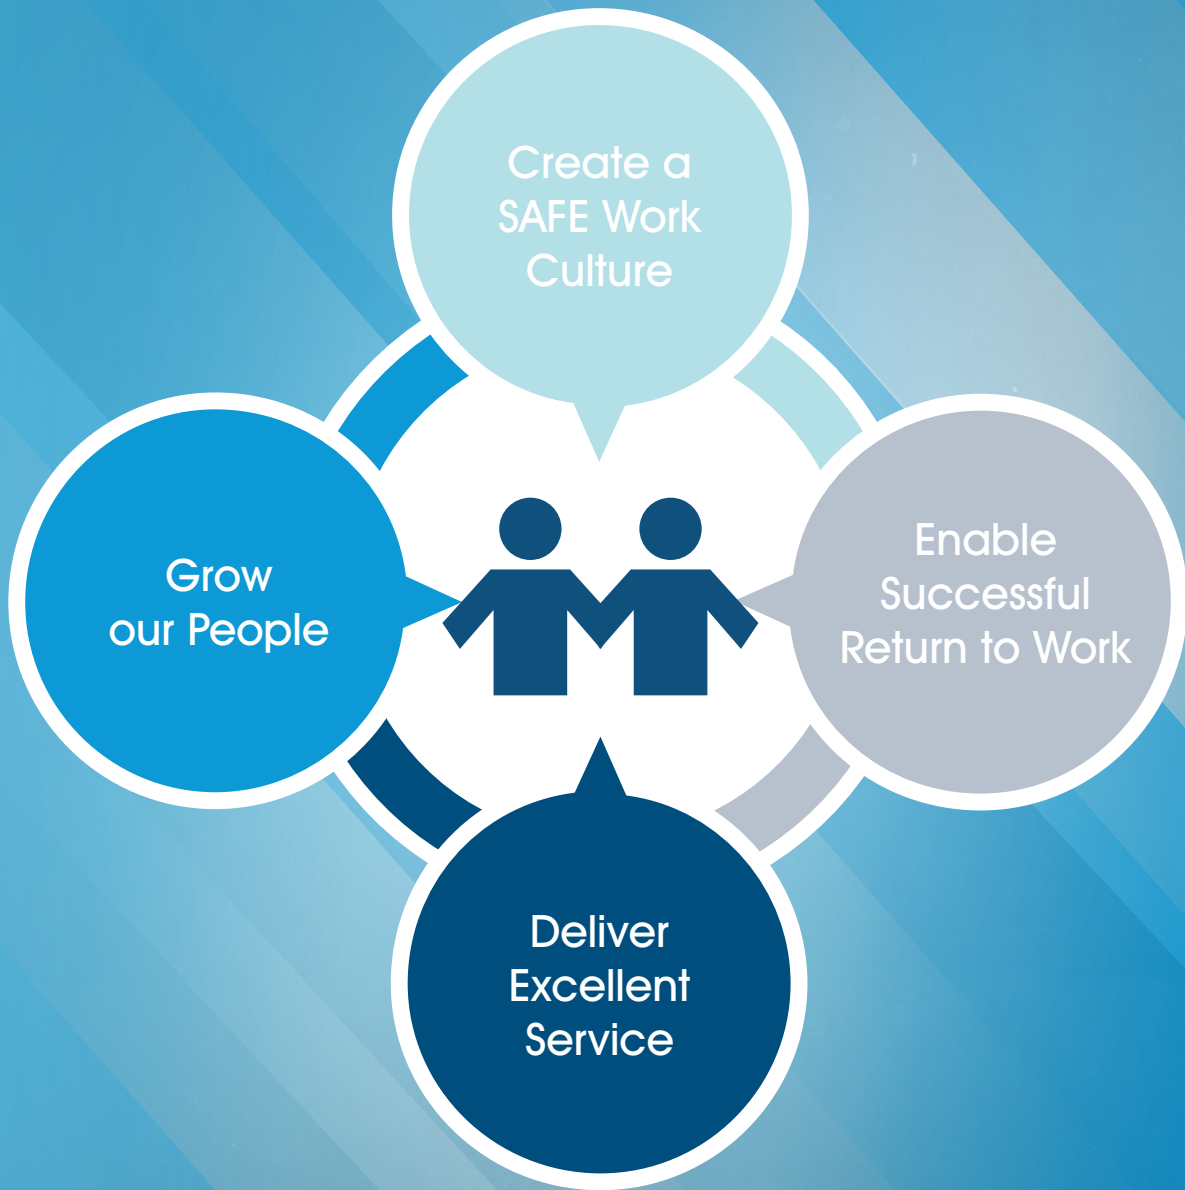 Create a
SAFE Work
Culture
Grow
our People
Enable
Successful
Return to Work
Deliver
Excellent
Service